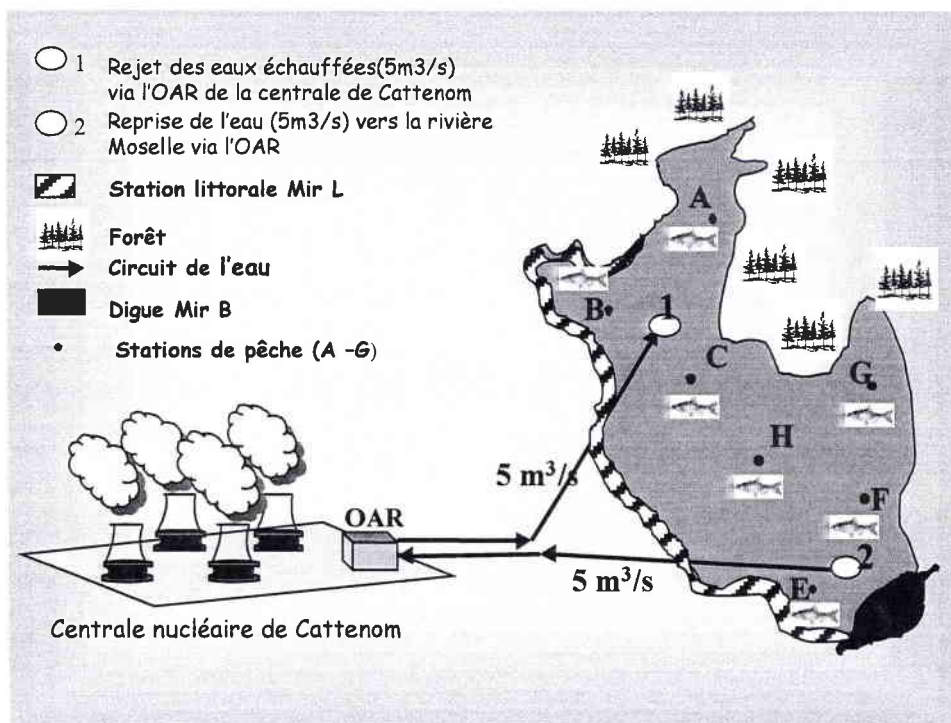 1 Rejet des eaux échauffées(5m3/s)
via l'OAR de la centrale de Cattenom
2 Reprise de l'eau (5m3/s) vers la rivière
Moselle via l'OAR
Station littorale Mir L
Forêt
Circuit de l'eau
Digue Mir B
Stations de pêche (A –G)
A
B
1
C
G
H
5 m³/s
F
OAR
2
5 m³/s
E
Centrale nucléaire de Cattenom